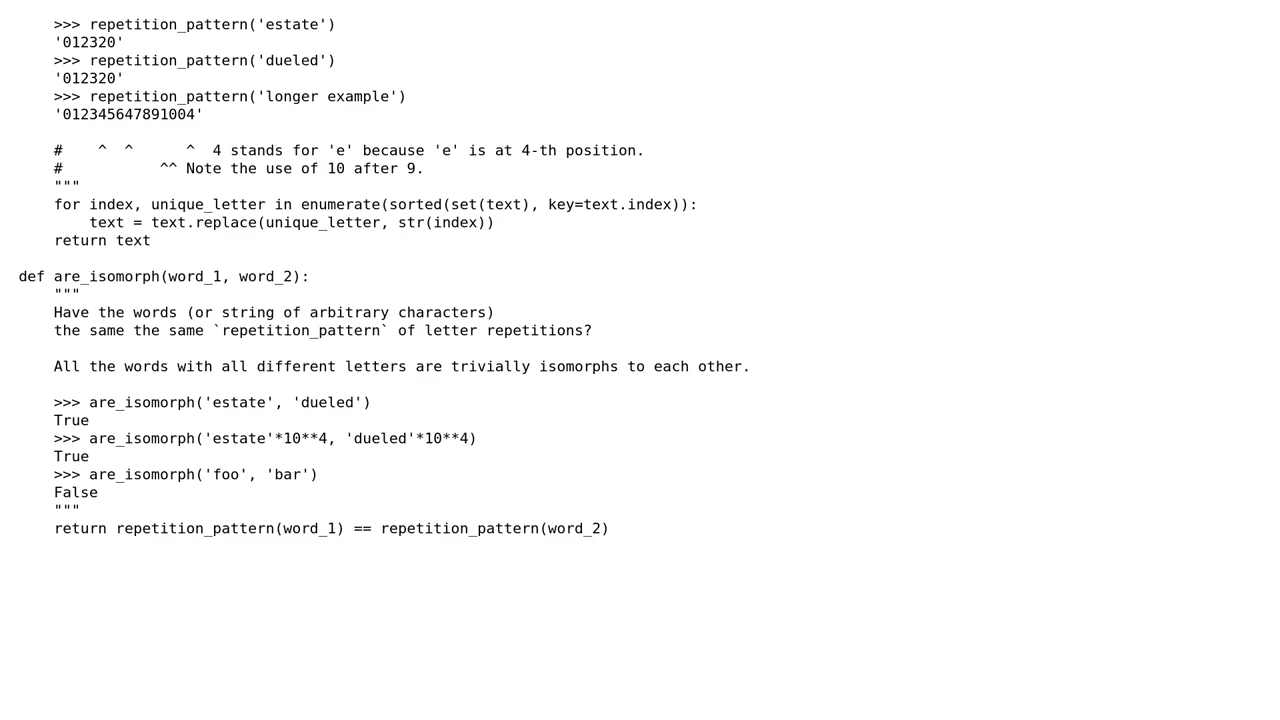 >>> repetition_pattern('estate')
'012320'
>>> repetition_pattern('dueled')
'012320'
>>> repetition_pattern('longer example')
'012345647891004'
#    ^  ^      ^  4 stands for 'e' because 'e' is at 4-th position.
#           ^^ Note the use of 10 after 9.
"""
for index, unique_letter in enumerate(sorted(set(text), key=text.index)):
text = text.replace(unique_letter, str(index))
return text
def are_isomorph(word_1, word_2):
"""
Have the words (or string of arbitrary characters)
the same the same `repetition_pattern` of letter repetitions?
All the words with all different letters are trivially isomorphs to each other.
>>> are_isomorph('estate', 'dueled')
True
>>> are_isomorph('estate'*10**4, 'dueled'*10**4)
True
>>> are_isomorph('foo', 'bar')
False
"""
return repetition_pattern(word_1) == repetition_pattern(word_2)